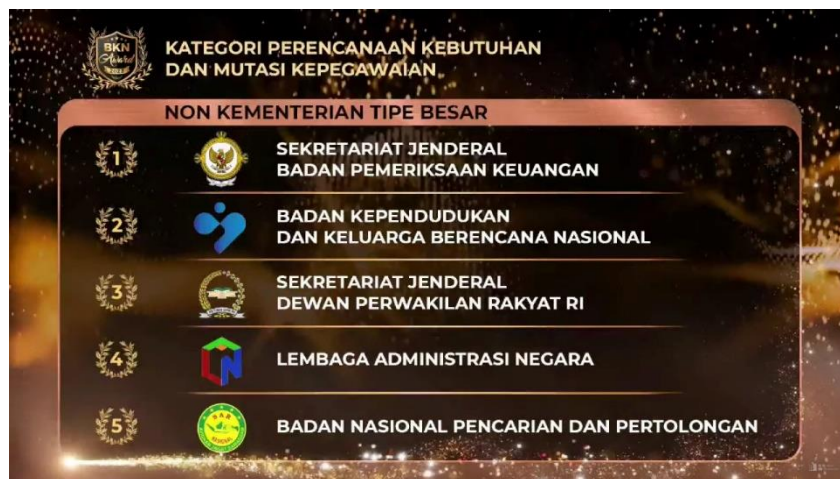 BKN
Award
KATEGORI PERENCANAAN KEBUTUHAN
DAN MUTASI KEPEGAWAIAN
NON KEMENTERIAN TIPE BESAR
1
SEKRETARIAT JENDERAL
BADAN PEMERIKSAAN KEUANGAN
2
BADAN KEPENDUDUKAN
DAN KELUARGA BERENCANA NASIONAL
3
SEKRETARIAT JENDERAL
DEWAN PERWAKILAN RAKYAT RI
4
LEMBAGA ADMINISTRASI NEGARA
5
BADAN NASIONAL PENCARIAN DAN PERTOLONGAN